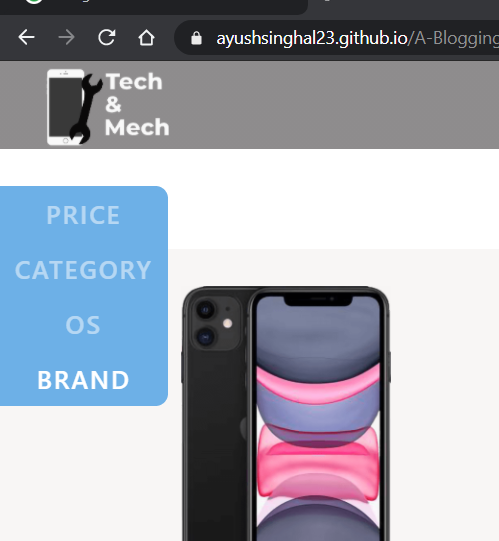 ayushsinghal23.github.io/A-Blogging
Tech
&
Mech
PRICE
CATEGORY
OS
BRAND